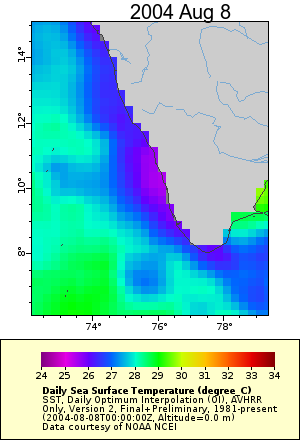 2004 Aug 8
14°
12°
10°
8°
74°
76°
78°
24 25 26 27 28 29 30 31 32 33 34
Daily Sea Surface Temperature (degree_C)
SST, Daily Optimum Interpolation (OI), AVHRR
Only, Version 2, Final+Preliminary, 1981-present
(2004-08-08T00:00:00Z, Altitude=0.0 m)
Data courtesy of NOAA NCEI